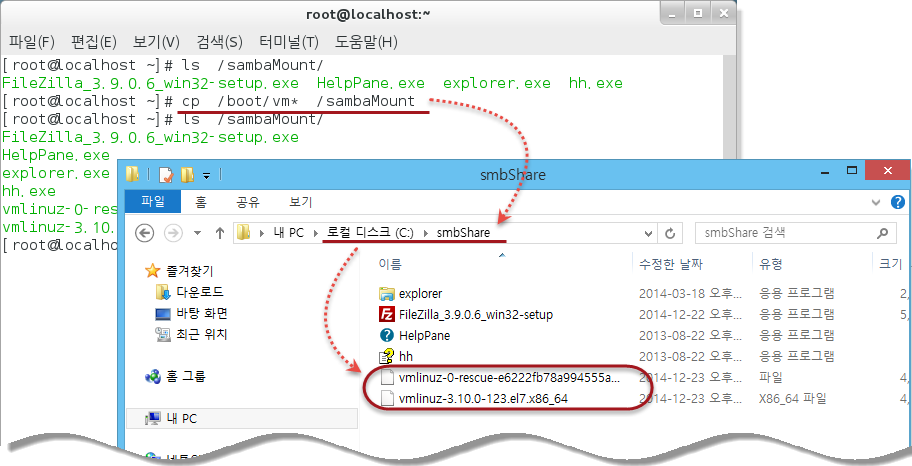 root@localhost:~
파일(F) 편집(E) 보기(V) 검색(S) 터미널(T) 도움말(H)
[root@localhost ~]# ls /sambaMount/
FileZilla_3.9.0.6_win32-setup.exe HelpPane.exe explorer.exe hh.exe
[root@localhost ~]# cp /boot/vm* /sambaMount
[root@localhost ~]# ls /sambaMount/
FileZilla_3.9.0.6_win32-setup.exe
HelpPane.exe
explorer.exe
hh.exe
vmlinuz-0-res
vmlinuz-3.10.
[root@localho
smbShare
파일 홈 공유 보기
내 PC 로컬 디스크 (C:) smbShare
smbShare 검색
즐겨찾기
다운로드
바탕 화면
최근 위치
홈 그룹
내 PC
이름 수정한 날짜 유형 크기
explorer 2014-03-18 오후... 응용 프로그램 2,
FileZilla_3.9.0.6_win32-setup 2014-12-22 오후... 응용 프로그램 5,
HelpPane 2013-08-22 오후... 응용 프로그램
hh 2013-08-22 오후... 응용 프로그램
vmlinuz-0-rescue-e6222fb78a994555a... 2014-12-23 오후... 파일 4,
vmlinuz-3.10.0-123.el7.x86_64 2014-12-23 오후... X86_64 파일 4,